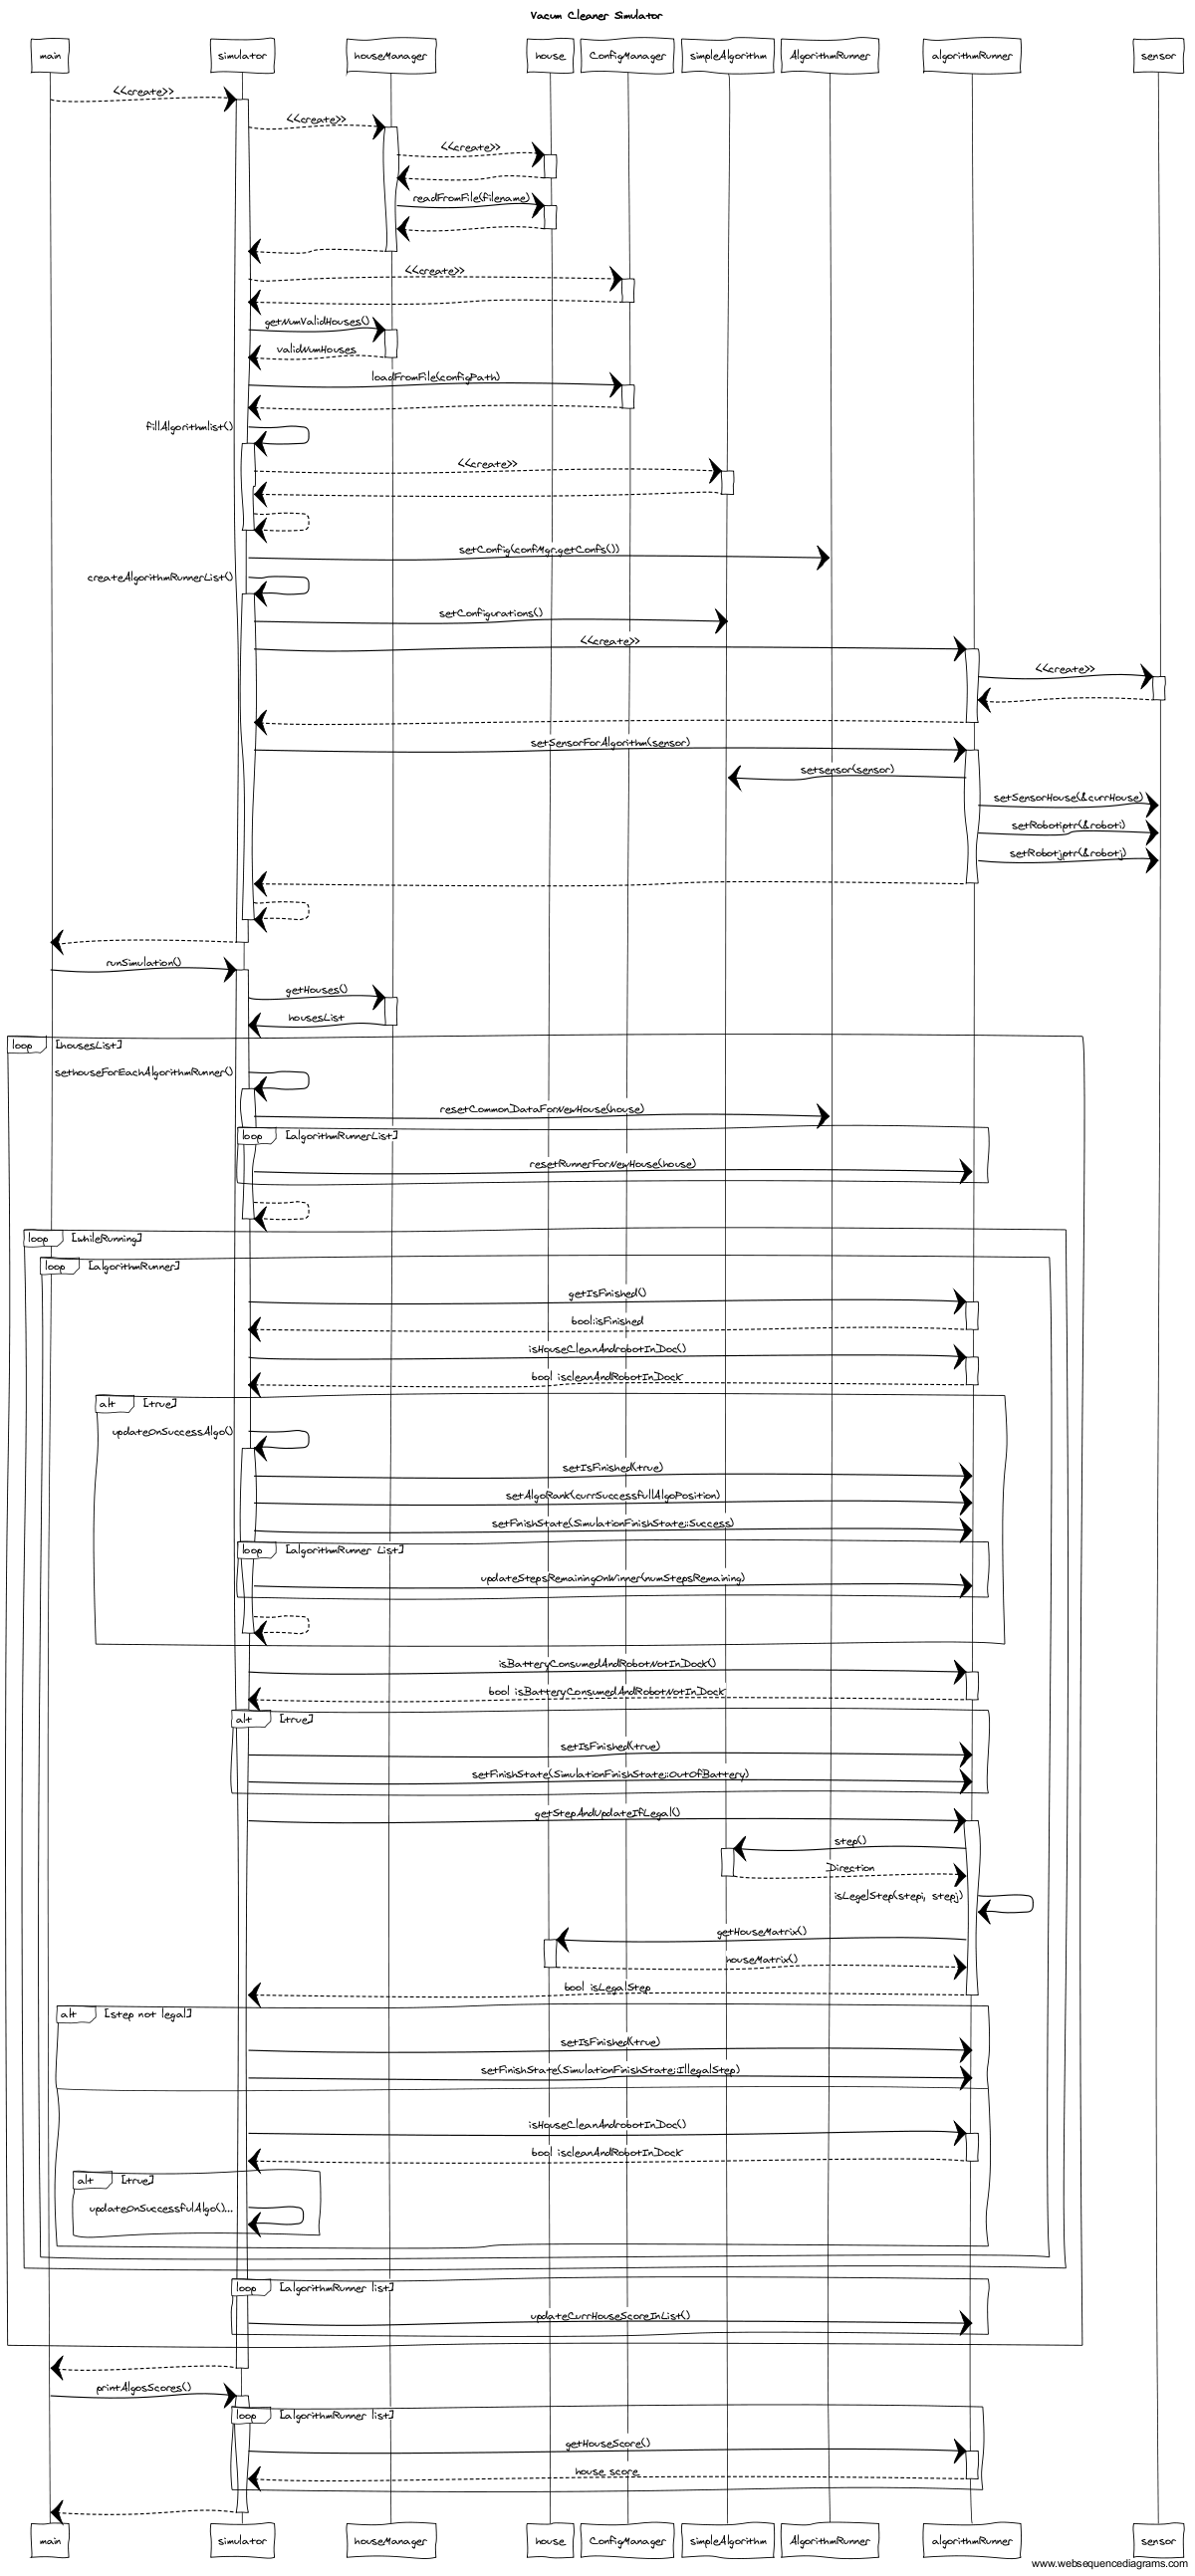 Vacum Cleaner Simulator
main simulator houseManager house ConfigManager simpleAlgorithm AlgorithmRunner algorithmRunner sensor
<<create>>
<<create>>
<<create>>
readFromFile(filename)
<<create>>
getNumValidHouses()
validNumHouses
loadFromFile(configPath)
fillAlgorithmlist()
<<create>>
setConfig(confMgr.getConfs())
createAlgorithmRunnerList()
setConfigurations()
<<create>>
<<create>>
setSensorForAlgorithm(sensor)
setsensor(sensor)
setSensorHouse(&currHouse)
setRobotiptr(&roboti)
setRobotjptr(&robotj)
runSimulation()
getHouses()
housesList
loop [housesList]
sethouseForEachAlgorithmRunner()
resetCommonDataForNewHouse(house)
loop [algorithmRunnerList]
resetRunnerForNewHouse(house)
loop [whileRunning]
loop [algorithmRunner]
getIsFinished()
bool:isFinished
isHouseCleanAndrobotInDoc()
bool iscleanAndRobotInDock
alt [true]
updateOnSuccessAlgo()
setIsFinished(true)
setAlgoRank(currSuccessfullAlgoPosition)
setFinishState(SimulationFinishState::Success)
loop [algorithmRunner List]
updateStepsRemainingOnWinner(numStepsRemaining)
isBatteryConsumedAndRobotNotInDock()
bool isBatteryConsumedAndRobotNotInDock
alt [true]
setIsFinished(true)
setFinishState(SimulationFinishState::OutOfBattery)
getStepAndUpdateIfLegal()
step()
Direction
isLegelStep(stepi, stepj)
getHouseMatrix()
houseMatrix()
bool isLegalStep
alt [step not legal]
setIsFinished(true)
setFinishState(SimulationFinishState::IllegalStep)
isHouseCleanAndrobotInDoc()
bool iscleanAndRobotInDock
alt [true]
updateOnSuccessfulAlgo()...
loop [algorithmRunner list]
updateCurrHouseScoreInList()
printAlgosScores()
loop [algorithmRunner list]
getHouseScore()
house score
main simulator houseManager house ConfigManager simpleAlgorithm AlgorithmRunner algorithmRunner sensor
www.websequencediagrams.com